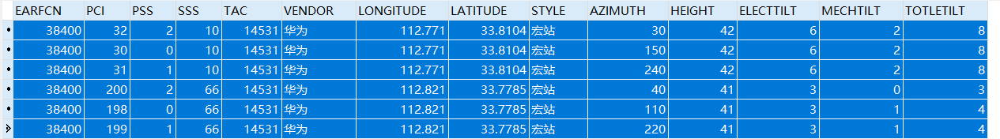 EARFCN PCI PSS SSS TAC VENDOR LONGITUDE LATITUDE STYLE AZIMUTH HEIGHT ELECTTILT MECHTILT TOTLETILT
38400 32 2 10 14531 华为 112.771 33.8104 宏站 30 42 6 2 8
38400 30 0 10 14531 华为 112.771 33.8104 宏站 150 42 6 2 8
38400 31 1 10 14531 华为 112.771 33.8104 宏站 240 42 6 2 8
38400 200 2 66 14531 华为 112.821 33.7785 宏站 40 41 3 0 3
38400 198 0 66 14531 华为 112.821 33.7785 宏站 110 41 3 1 4
38400 199 1 66 14531 华为 112.821 33.7785 宏站 220 41 3 1 4